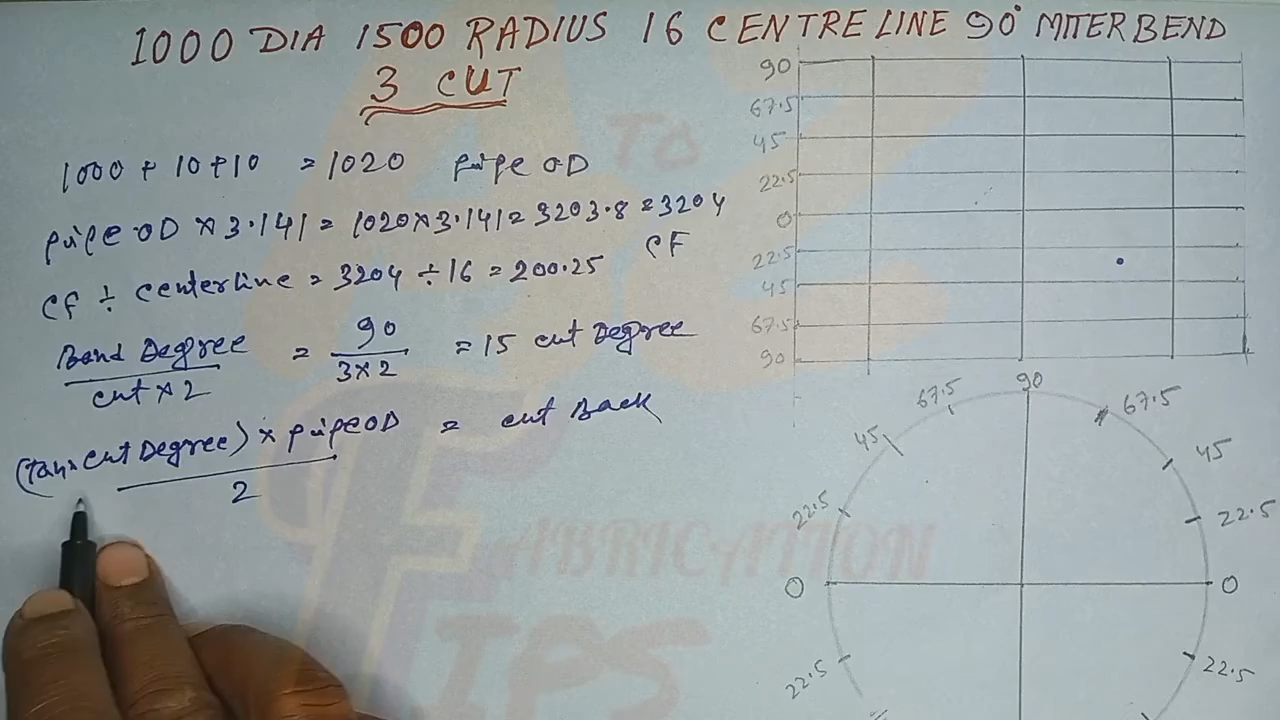 1000 DIA 1500 RADIUS 16 CENTRE LINE 90° MITER BEND
3 CUT
1000 + 10 + 10 = 1020 pipe OD
pipe OD × 3.141 = 1020 × 3.141 = 3203.8 = 3204
CF
CF ÷ centerline = 3204 ÷ 16 = 200.25
Bend Degree
cut × 2
=
90
3×2
= 15 cut Degree
(tan × cut Degree) × pipe OD
2
= cut Back
90
67.5
45
22.5
0
22.5
45
67.5
90
90
67.5
67.5
45
45
22.5
22.5
0
0
22.5
22.5
TO
FABRICATION
TIPS